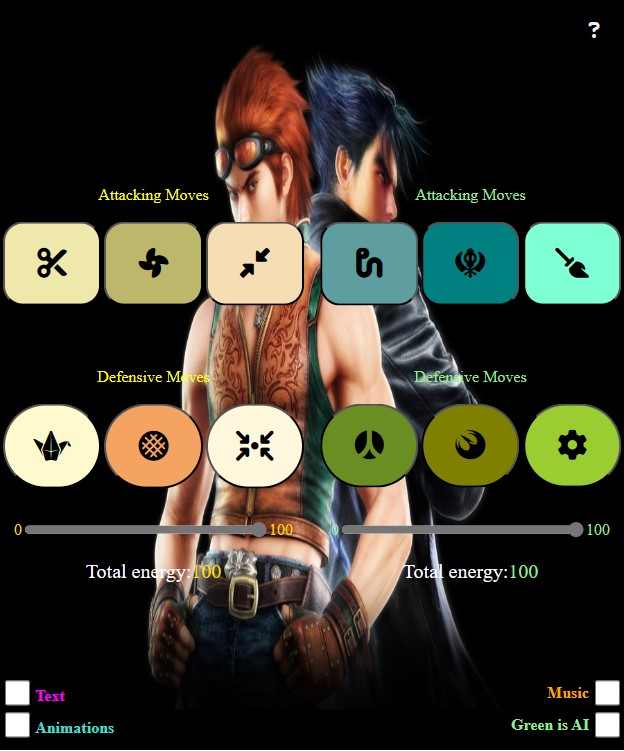 ?
Attacking Moves
Attacking Moves
Defensive Moves
Defensive Moves
0 100
0 100
Total energy:100
Total energy:100
Text
Music
Animations
Green is AI